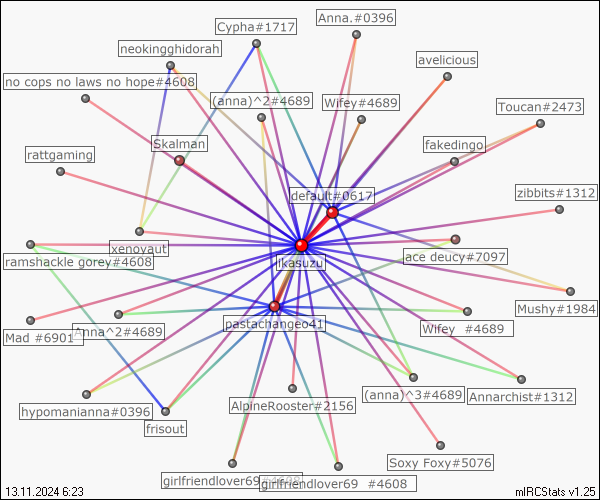 Anna.#0396
Cypha#1717
neokingghidorah
avelicious
no cops no laws no hope#4608
(anna)^2#4689
Wifey#4689
Toucan#2473
Skalman
fakedingo
rattgaming
default#0617
zibbits#1312
xenovaut
ace deucy#7097
ramshackle gorey#4608
ikasuzu
Mushy#1984
pastachangeo41
Mad #6901^
Anna^2#4689
Wifey   #4689
(anna)^3#4689
Annarchist#1312
hypomanianna#0396
AlpineRooster#2156
frisout
Soxy Foxy#5076
girlfriendlover69
girlfriendlover69   #4608
13.11.2024 6:23
mIRCStats v1.25